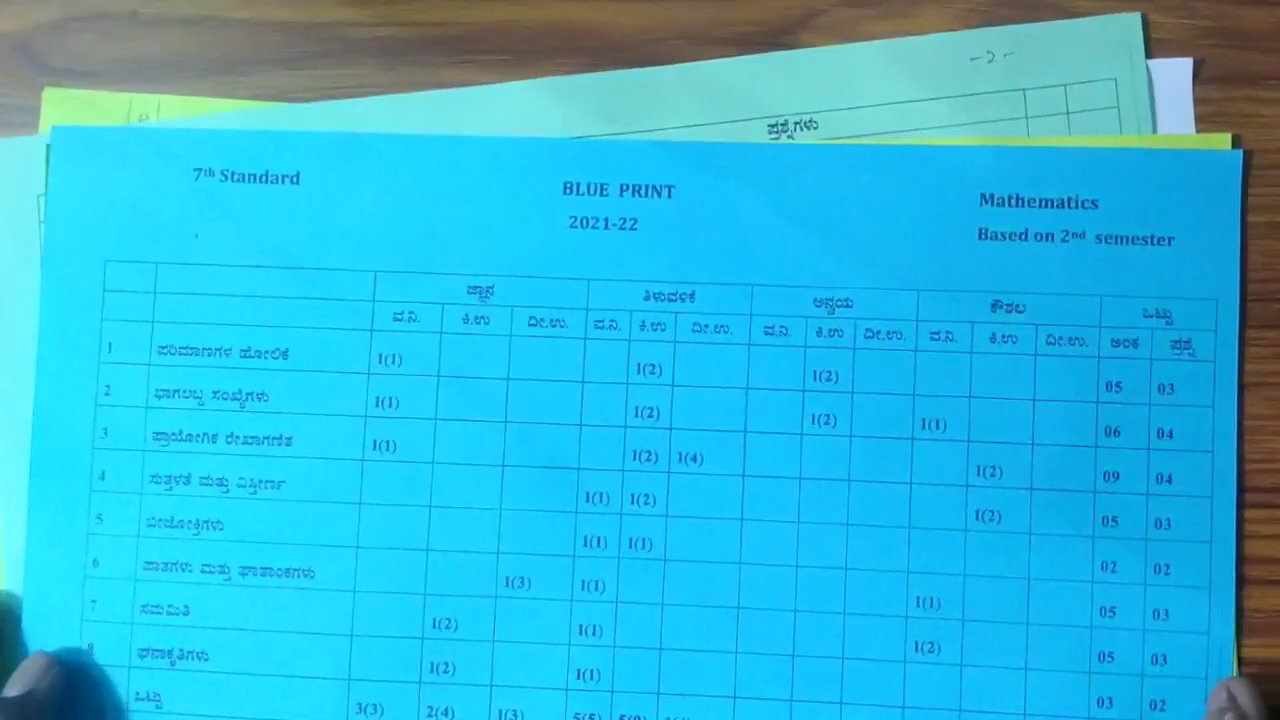 -2-
ಪ್ರಶ್ನೆಗಳು
7th Standard BLUE PRINT Mathematics
2021-22 Based on 2nd semester
ಜ್ಞಾನ ತಿಳುವಳಿಕೆ ಅನ್ವಯ ಕೌಶಲ ಒಟ್ಟು
ವ.ನಿ. ಕಿ.ಉ ದೀ.ಉ. ವ.ನಿ. ಕಿ.ಉ ದೀ.ಉ. ವ.ನಿ. ಕಿ.ಉ ದೀ.ಉ. ವ.ನಿ. ಕಿ.ಉ ದೀ.ಉ. ಅಂಕ ಪ್ರಶ್ನೆ
1 ಪರಿಮಾಣಗಳ ಹೋಲಿಕೆ 1(1) 1(2) 1(2) 05 03
2 ಭಾಗಲಬ್ದ ಸಂಖ್ಯೆಗಳು 1(1) 1(2) 1(2) 1(1) 06 04
3 ಪ್ರಾಯೋಗಿಕ ರೇಖಾಗಣಿತ 1(1) 1(2) 1(4) 1(2) 09 04
4 ಸುತ್ತಳತೆ ಮತ್ತು ವಿಸ್ತೀರ್ಣ 1(1) 1(2) 1(2) 05 03
5 ಬೀಜೋಕ್ತಿಗಳು 1(1) 1(1) 02 02
6 ಘಾತಗಳು ಮತ್ತು ಘಾತಾಂಕಗಳು 1(3) 1(1) 1(1) 05 03
7 ಸಮಮಿತಿ 1(2) 1(1) 1(2) 05 03
8 ಘನಾಕೃತಿಗಳು 1(2) 1(1) 03 02
ಒಟ್ಟು 3(3) 2(4) 1(3) 5(5)